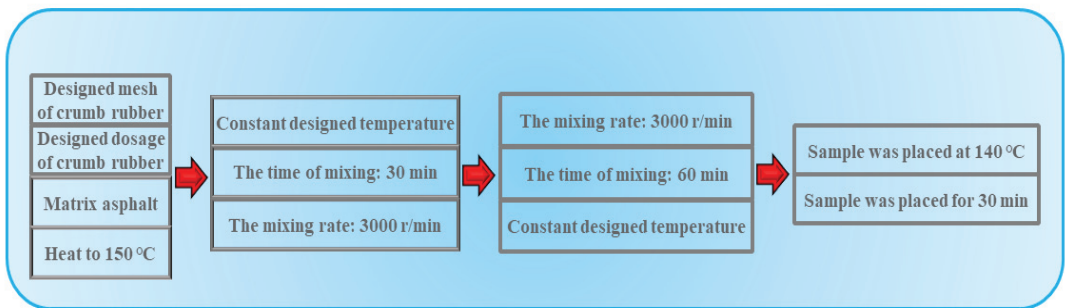 Designed mesh
of crumb rubber
Designed dosage
of crumb rubber
Matrix asphalt
Heat to 150 °C
Constant designed temperature
The time of mixing: 30 min
The mixing rate: 3000 r/min
The mixing rate: 3000 r/min
The time of mixing: 60 min
Constant designed temperature
Sample was placed at 140 °C
Sample was placed for 30 min